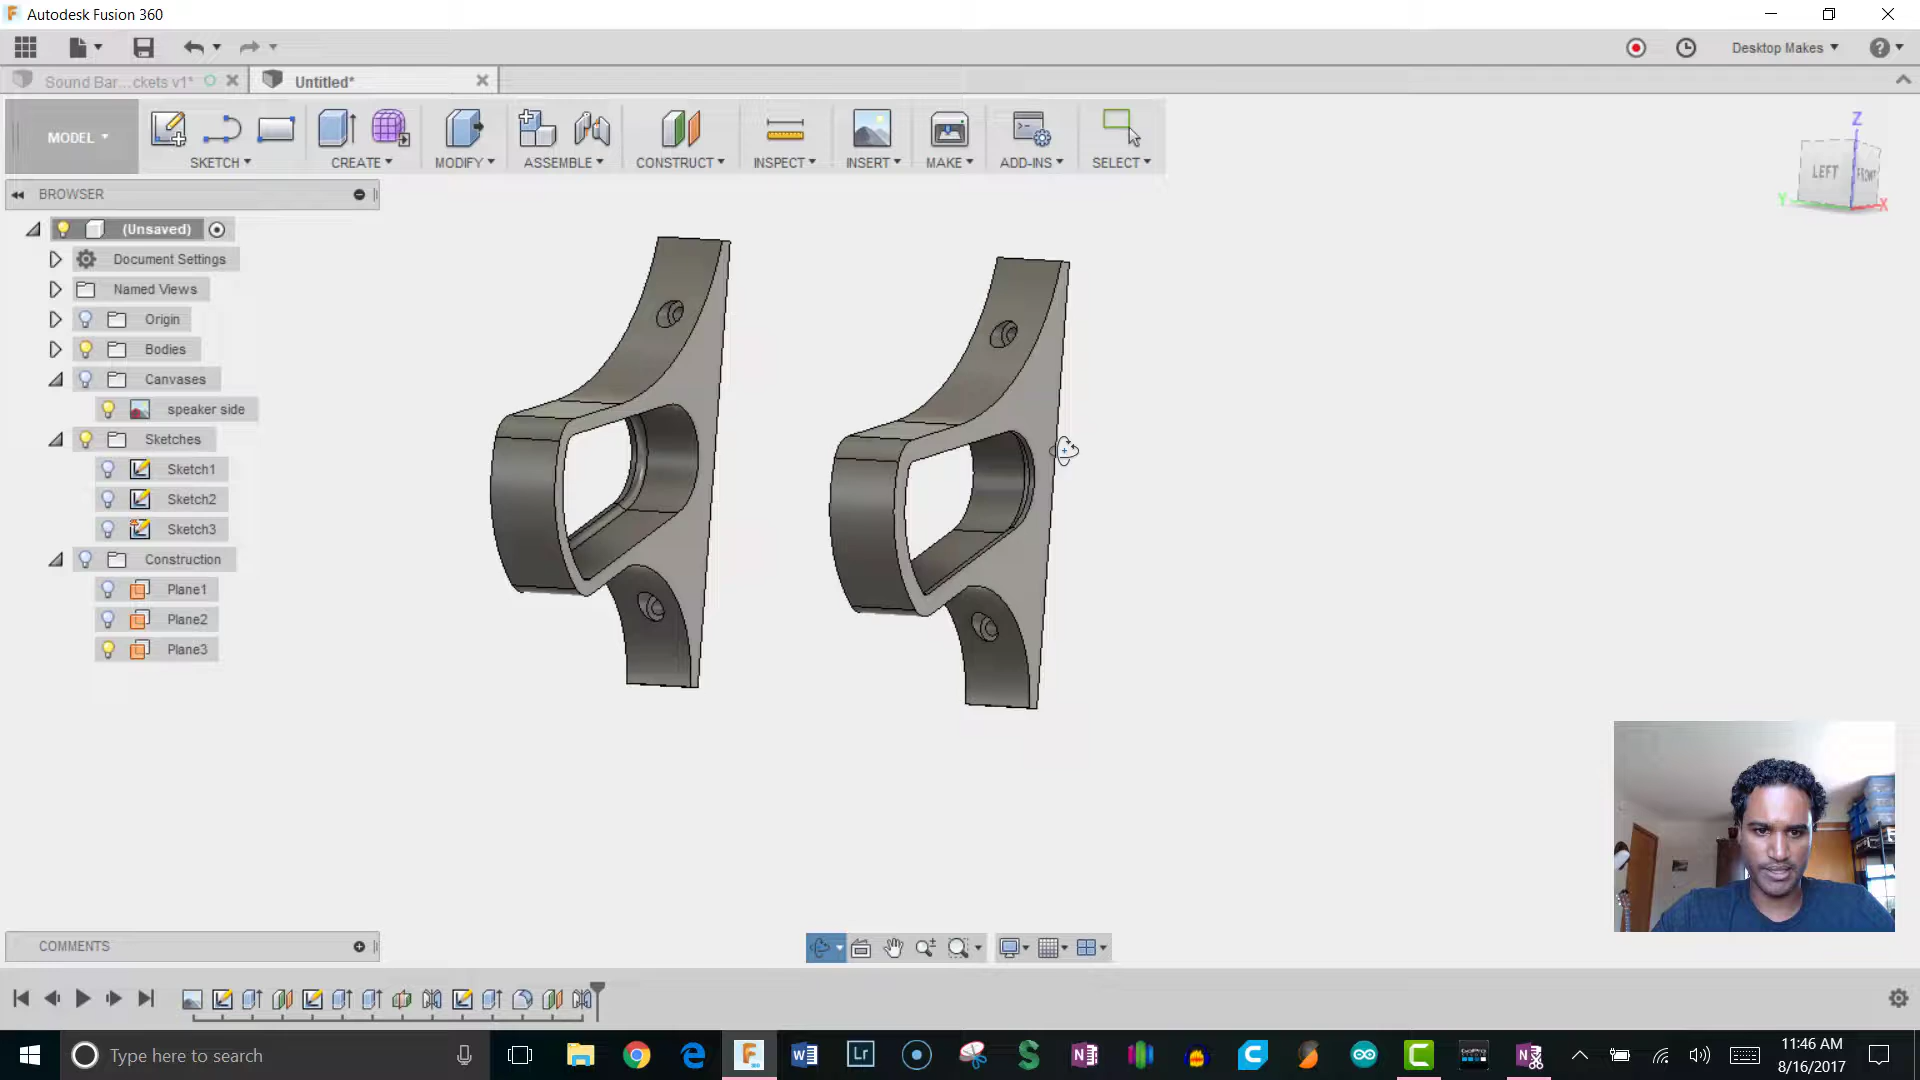 Autodesk Fusion 360
Desktop Makes
Sound Bar...ckets v1*
Untitled*
MODEL
SKETCH
CREATE
MODIFY
ASSEMBLE
CONSTRUCT
INSPECT
INSERT
MAKE
ADD-INS
SELECT
Z
LEFT
FRONT
Y
X
BROWSER
(Unsaved)
Document Settings
Named Views
Origin
Bodies
Canvases
speaker side
Sketches
Sketch1
Sketch2
Sketch3
Construction
Plane1
Plane2
Plane3
COMMENTS
Type here to search
11:46 AM
8/16/2017